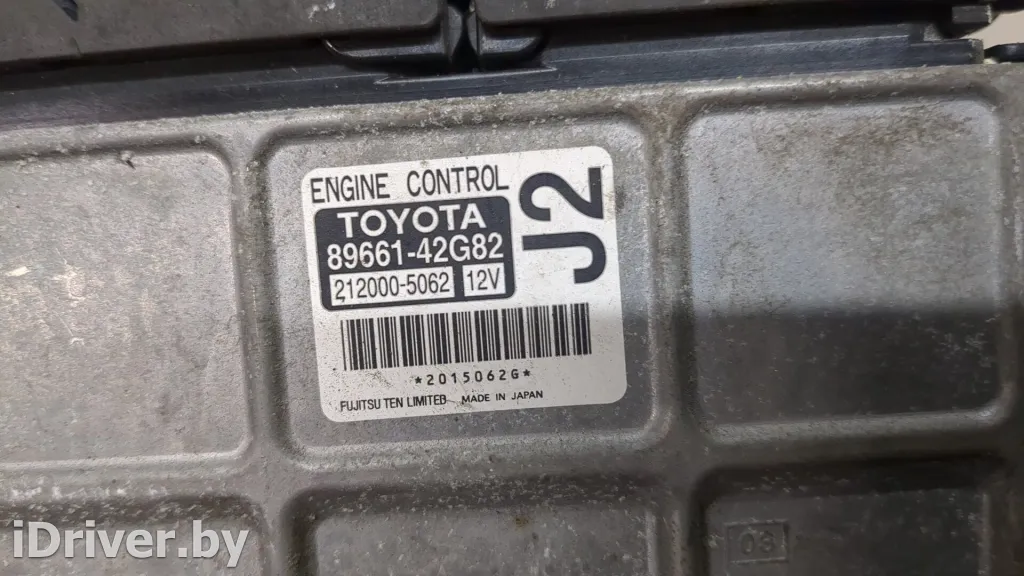 ENGINE CONTROL
J2
TOYOTA
89661-42G82
212000-5062 12V
*2015062G*
FUJITSU TEN LIMITED MADE IN JAPAN
03
iDriver.by